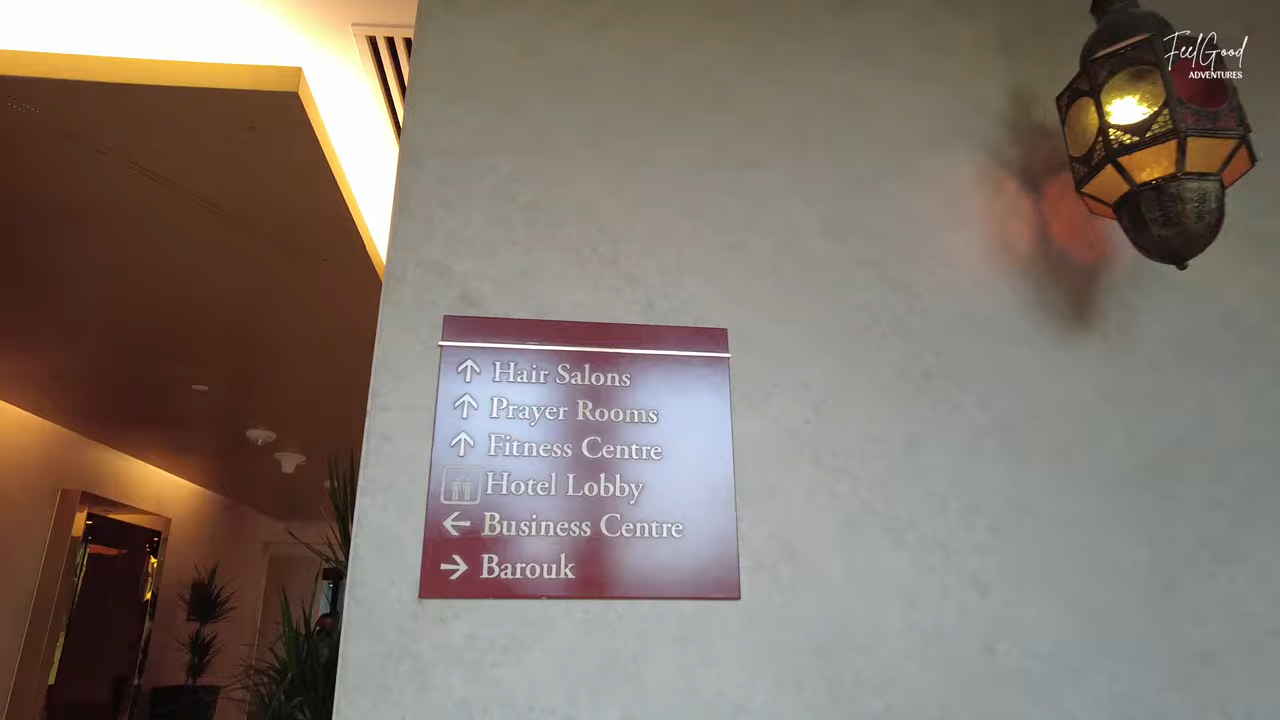 FeelGood
ADVENTURES
↑ Hair Salons
↑ Prayer Rooms
↑ Fitness Centre
Hotel Lobby
← Business Centre
→ Barouk